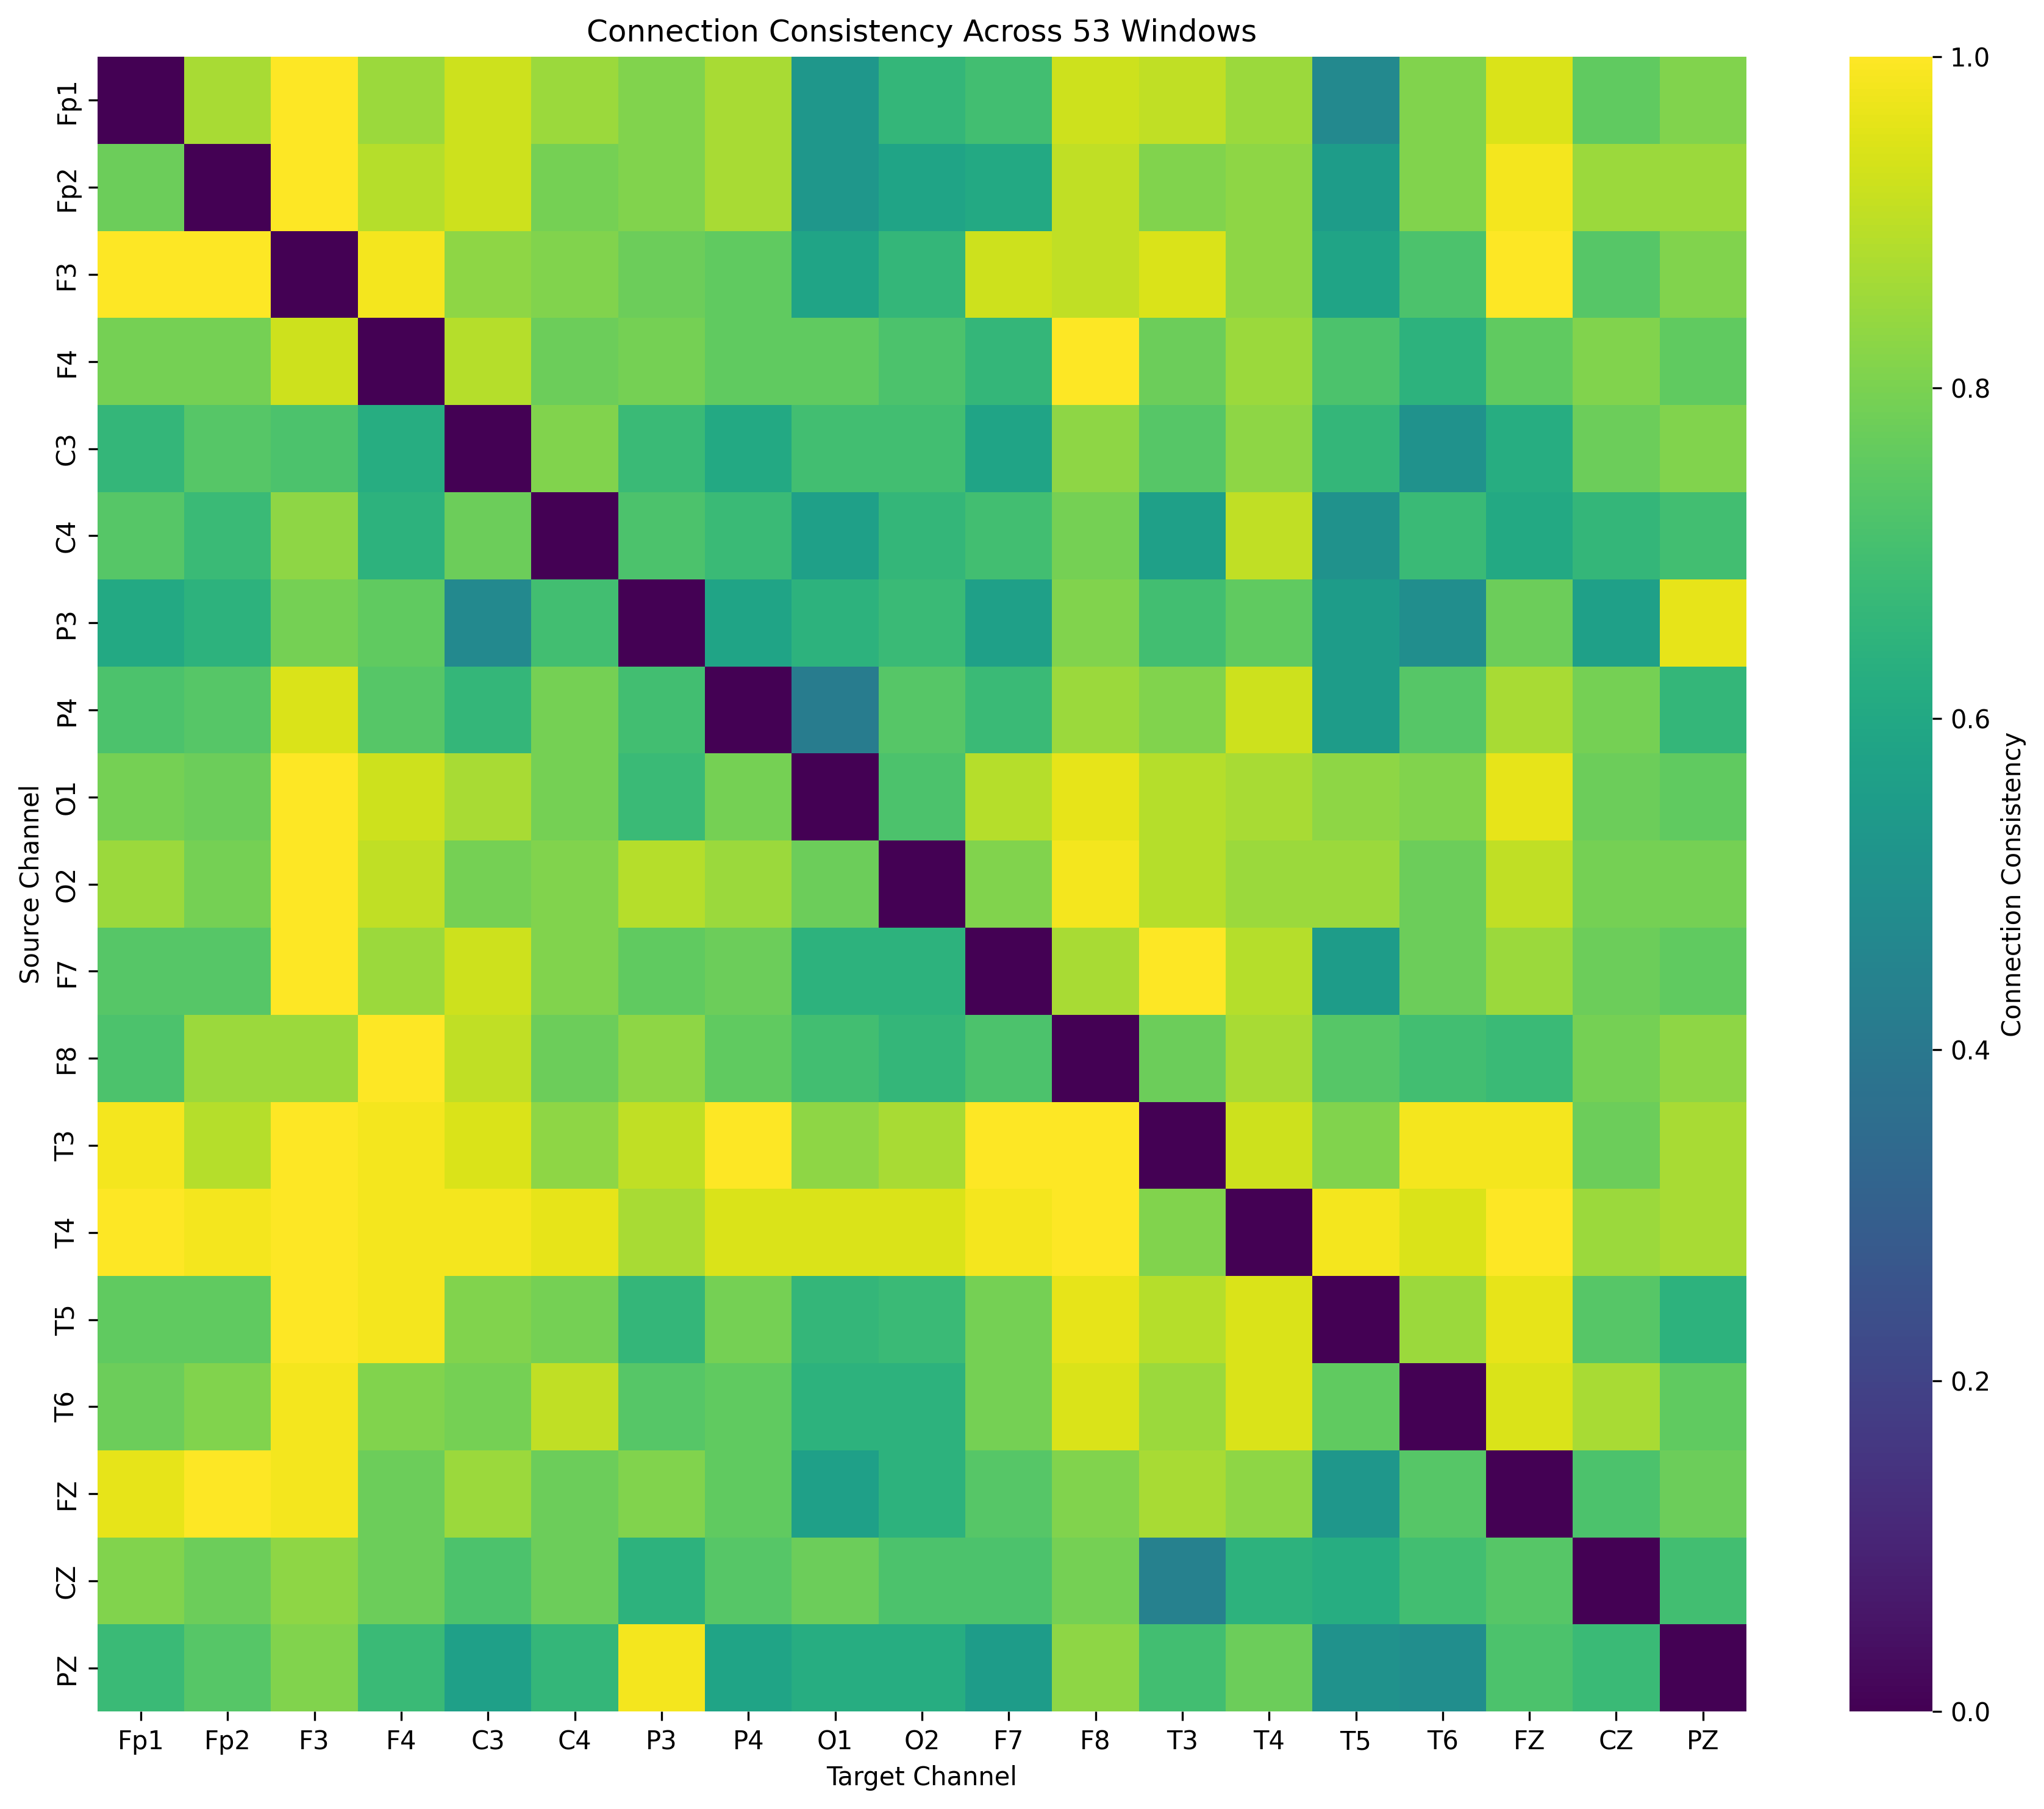 Connection Consistency Across 53 Windows
Source Channel
Fp1
Fp2
F3
F4
C3
C4
P3
P4
O1
O2
F7
F8
T3
T4
T5
T6
FZ
CZ
PZ
Fp1 Fp2 F3 F4 C3 C4 P3 P4 O1 O2 F7 F8 T3 T4 T5 T6 FZ CZ PZ
Target Channel
1.0
0.8
0.6
0.4
0.2
0.0
Connection Consistency